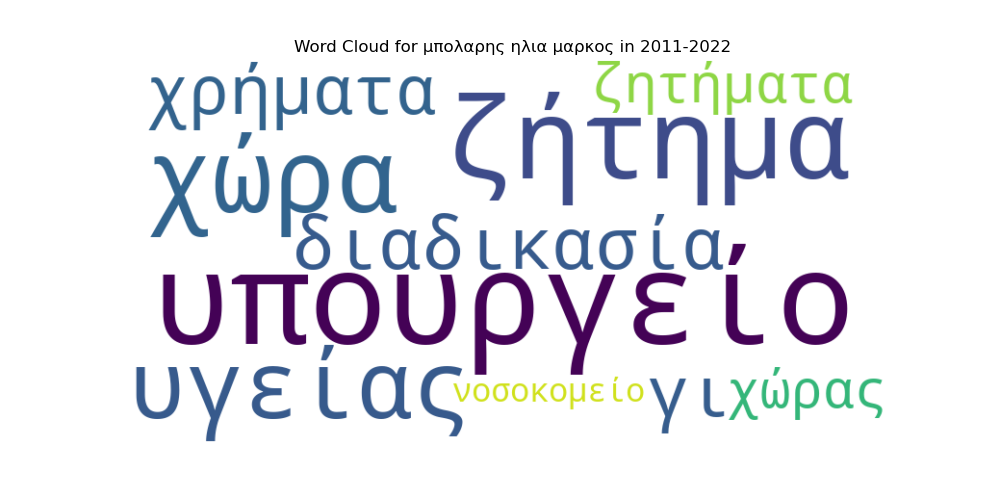 Word Cloud for μπολαρης ηλια μαρκος in 2011-2022
χρήματα
ζητήματα
ζήτημα
χώρα
διαδικασία
υπουργείο
υγείας
νοσοκομείο
γι
χώρας